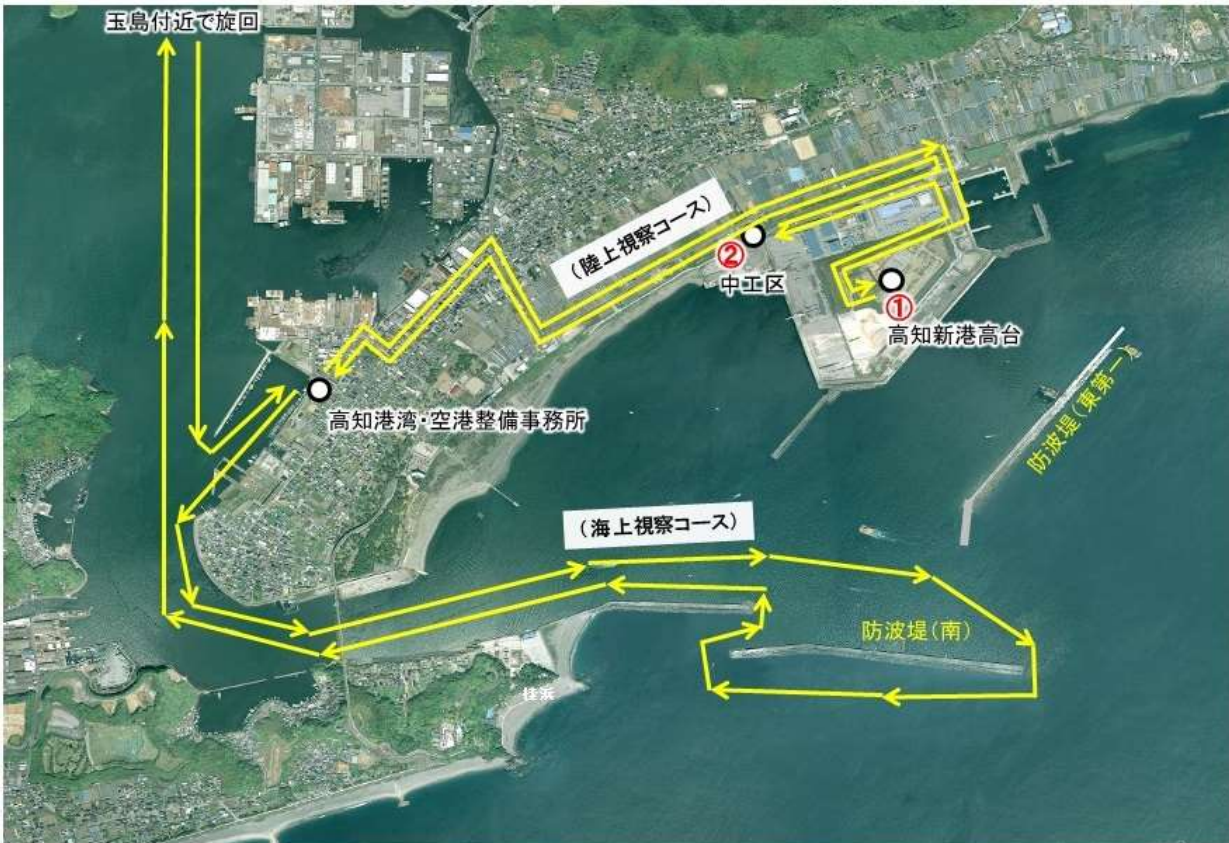 玉島付近で旋回
(陸上視察コース)
②
中工区
①
高知新港高台
高知港湾・空港整備事務所
防波堤(東第一)
(海上視察コース)
防波堤(南)
桂浜